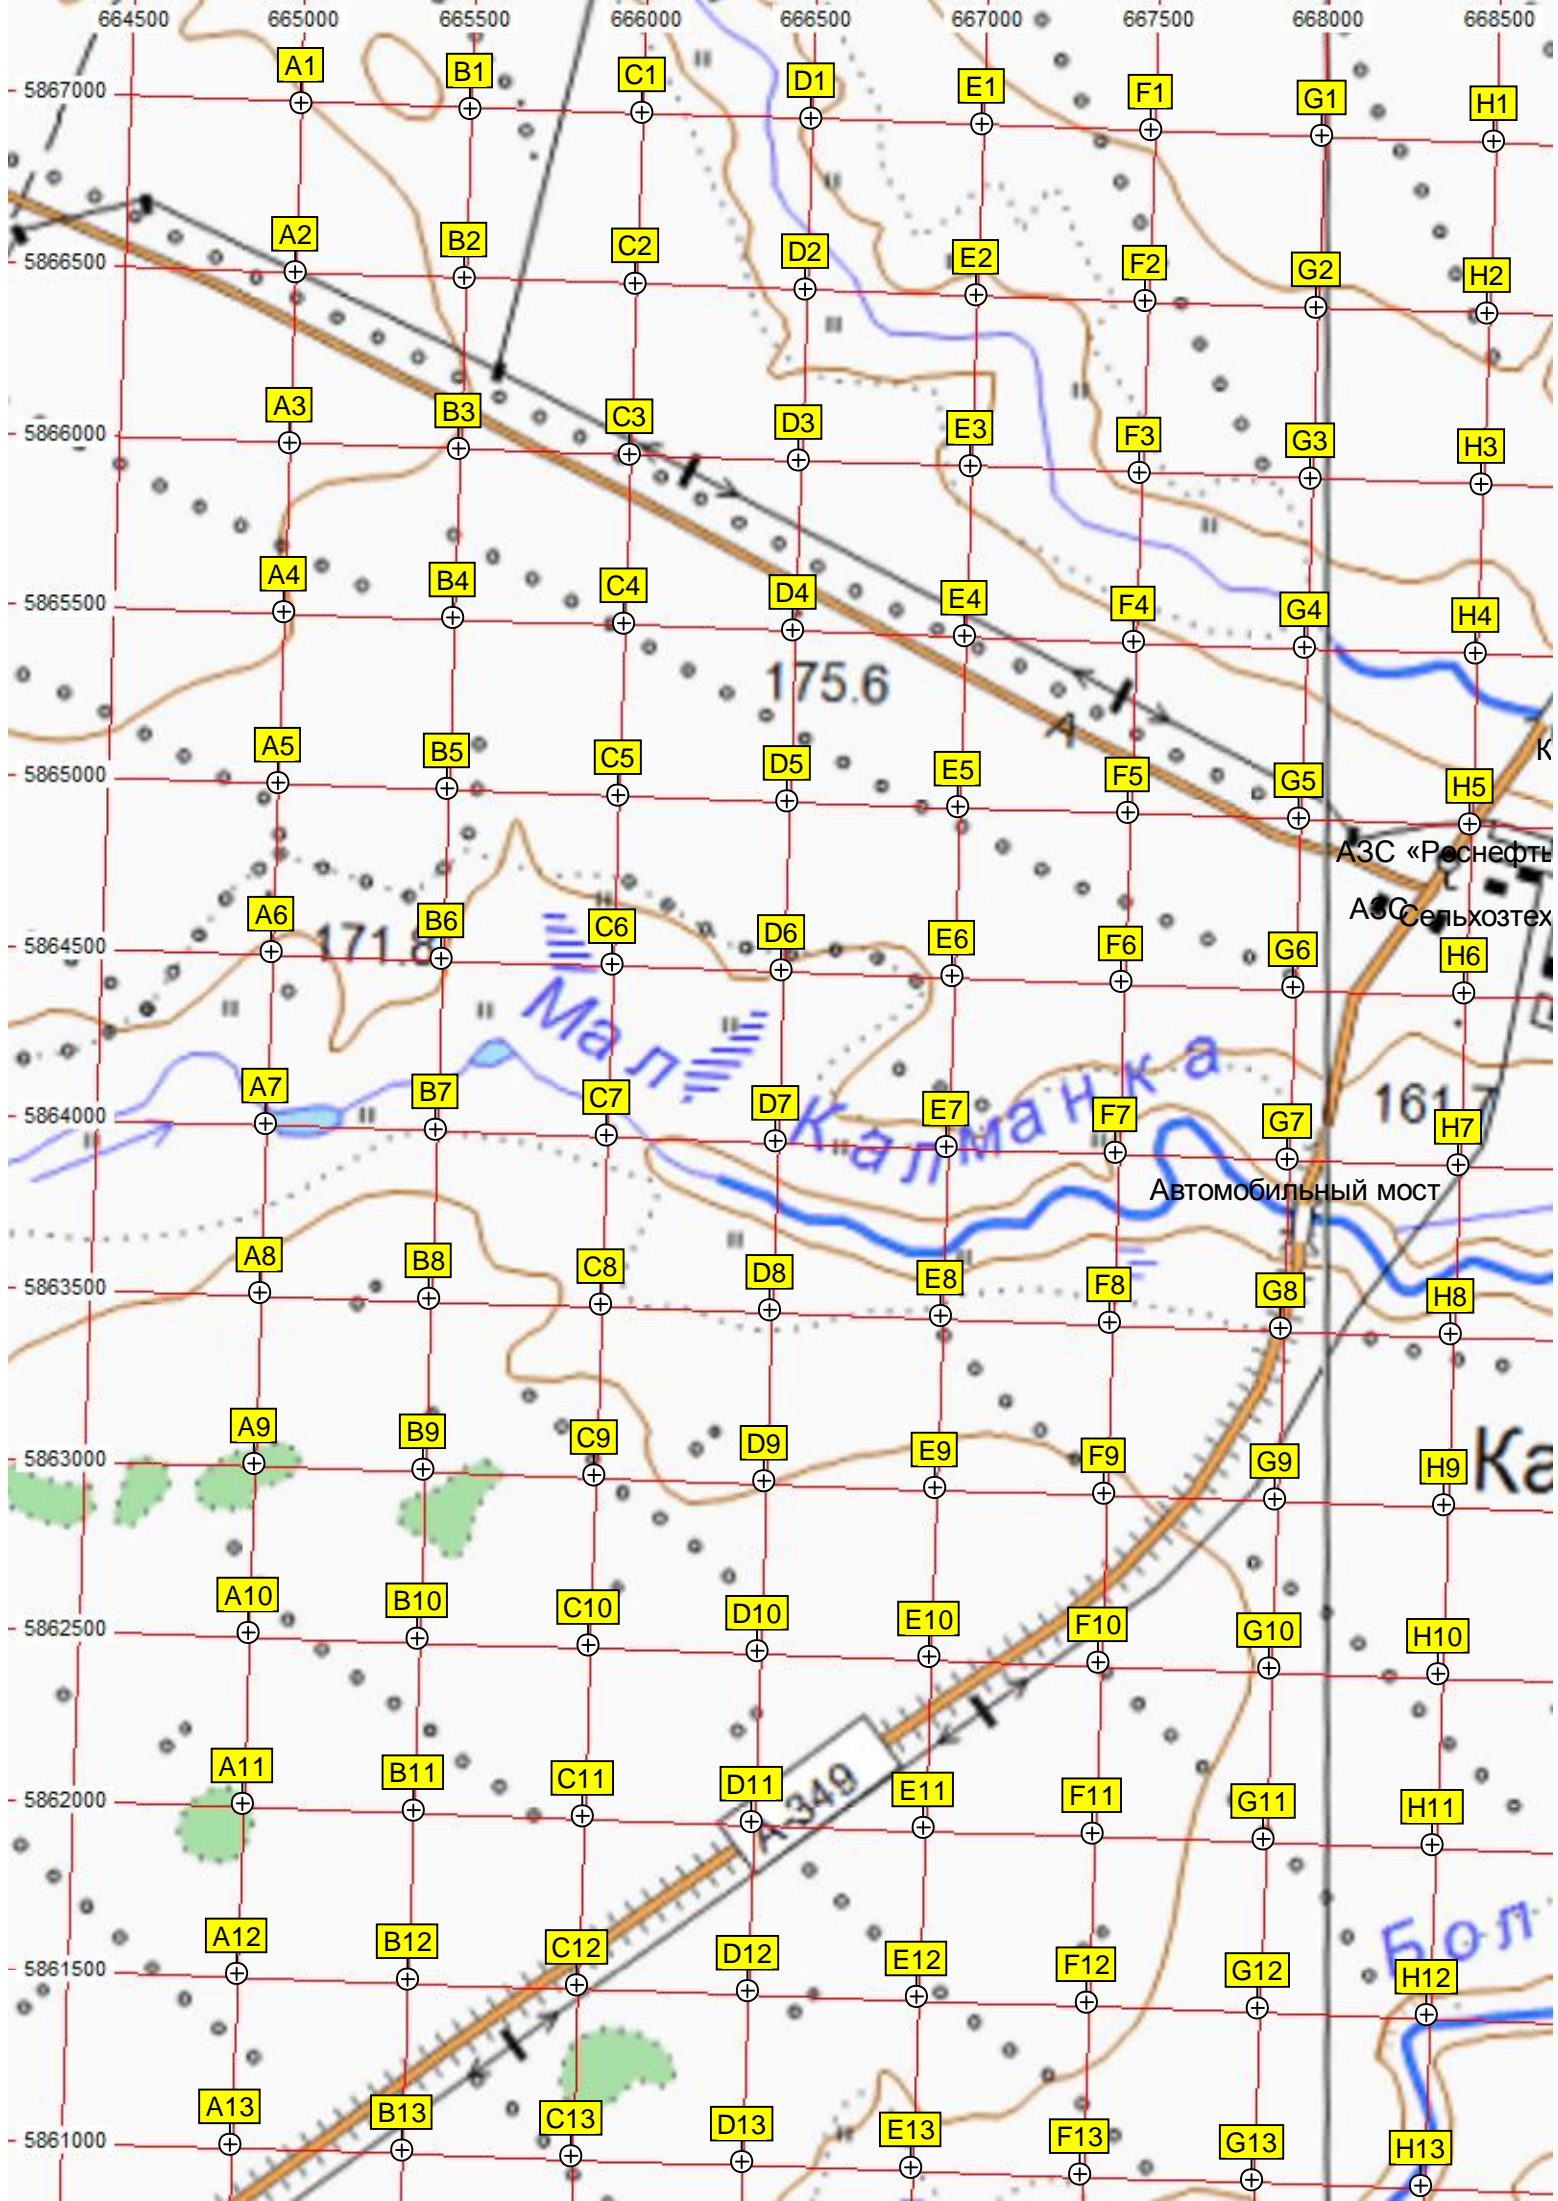 664500 665000 665500 666000 666500 667000 667500 668000 668500
A1 B1 C1 D1 E1 F1 G1 H1
5867000
A2 B2 C2 D2 E2 F2 G2 H2
5866500
A3 B3 C3 D3 E3 F3 G3 H3
5866000
A4 B4 C4 D4 E4 F4 G4 H4
5865500
175.6
А
A5 B5 C5 D5 E5 F5 G5 H5
5865000
К
АЗС «Роснефть
АЗС
Сельхозтех
A6 B6 C6 D6 E6 F6 G6 H6
5864500
171.8
Мал. Калманка
161.7
A7 B7 C7 D7 E7 F7 G7 H7
5864000
Автомобильный мост
A8 B8 C8 D8 E8 F8 G8 H8
5863500
A9 B9 C9 D9 E9 F9 G9 H9
5863000
Ка
A10 B10 C10 D10 E10 F10 G10 H10
5862500
A11 B11 C11 D11 E11 F11 G11 H11
5862000
А-349
Бол
A12 B12 C12 D12 E12 F12 G12 H12
5861500
A13 B13 C13 D13 E13 F13 G13 H13
5861000